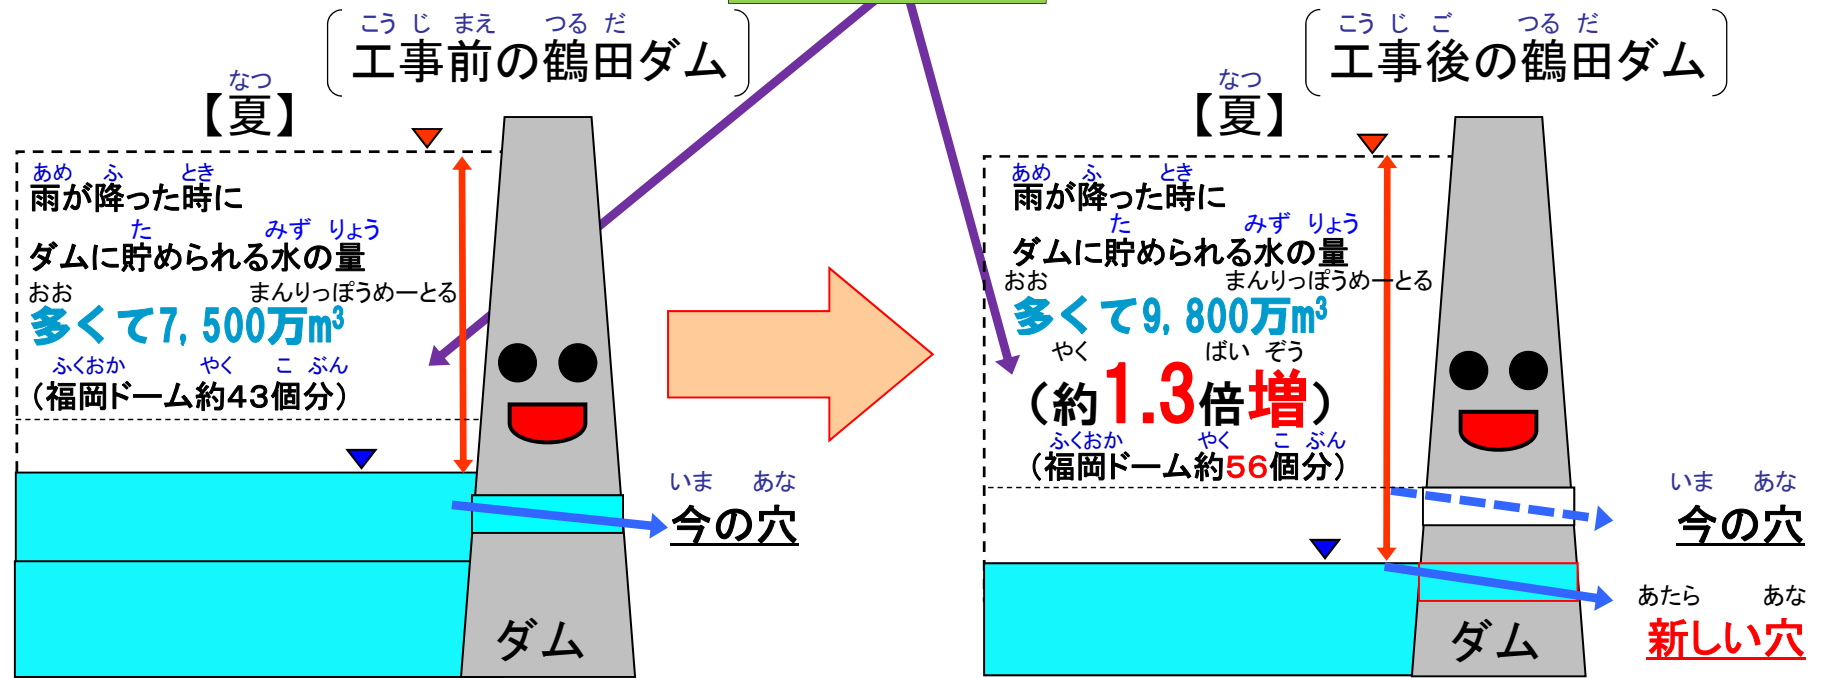 こうじまえ つるだ
工事前の鶴田ダム
なつ
【夏】
あめ ふ とき
雨が降った時に
た みず りょう
ダムに貯められる水の量
おお まんりっぽうめーとる
多くて7,500万m³
ふくおか やく こ ぶん
(福岡ドーム約43個分)
いま あな
今の穴
ダム
こうじご つるだ
工事後の鶴田ダム
なつ
【夏】
あめ ふ とき
雨が降った時に
た みず りょう
ダムに貯められる水の量
おお まんりっぽうめーとる
多くて9,800万m³
やく ばい ぞう
(約1.3倍増)
ふくおか やく こ ぶん
(福岡ドーム約56個分)
いま あな
今の穴
あたら あな
新しい穴
ダム